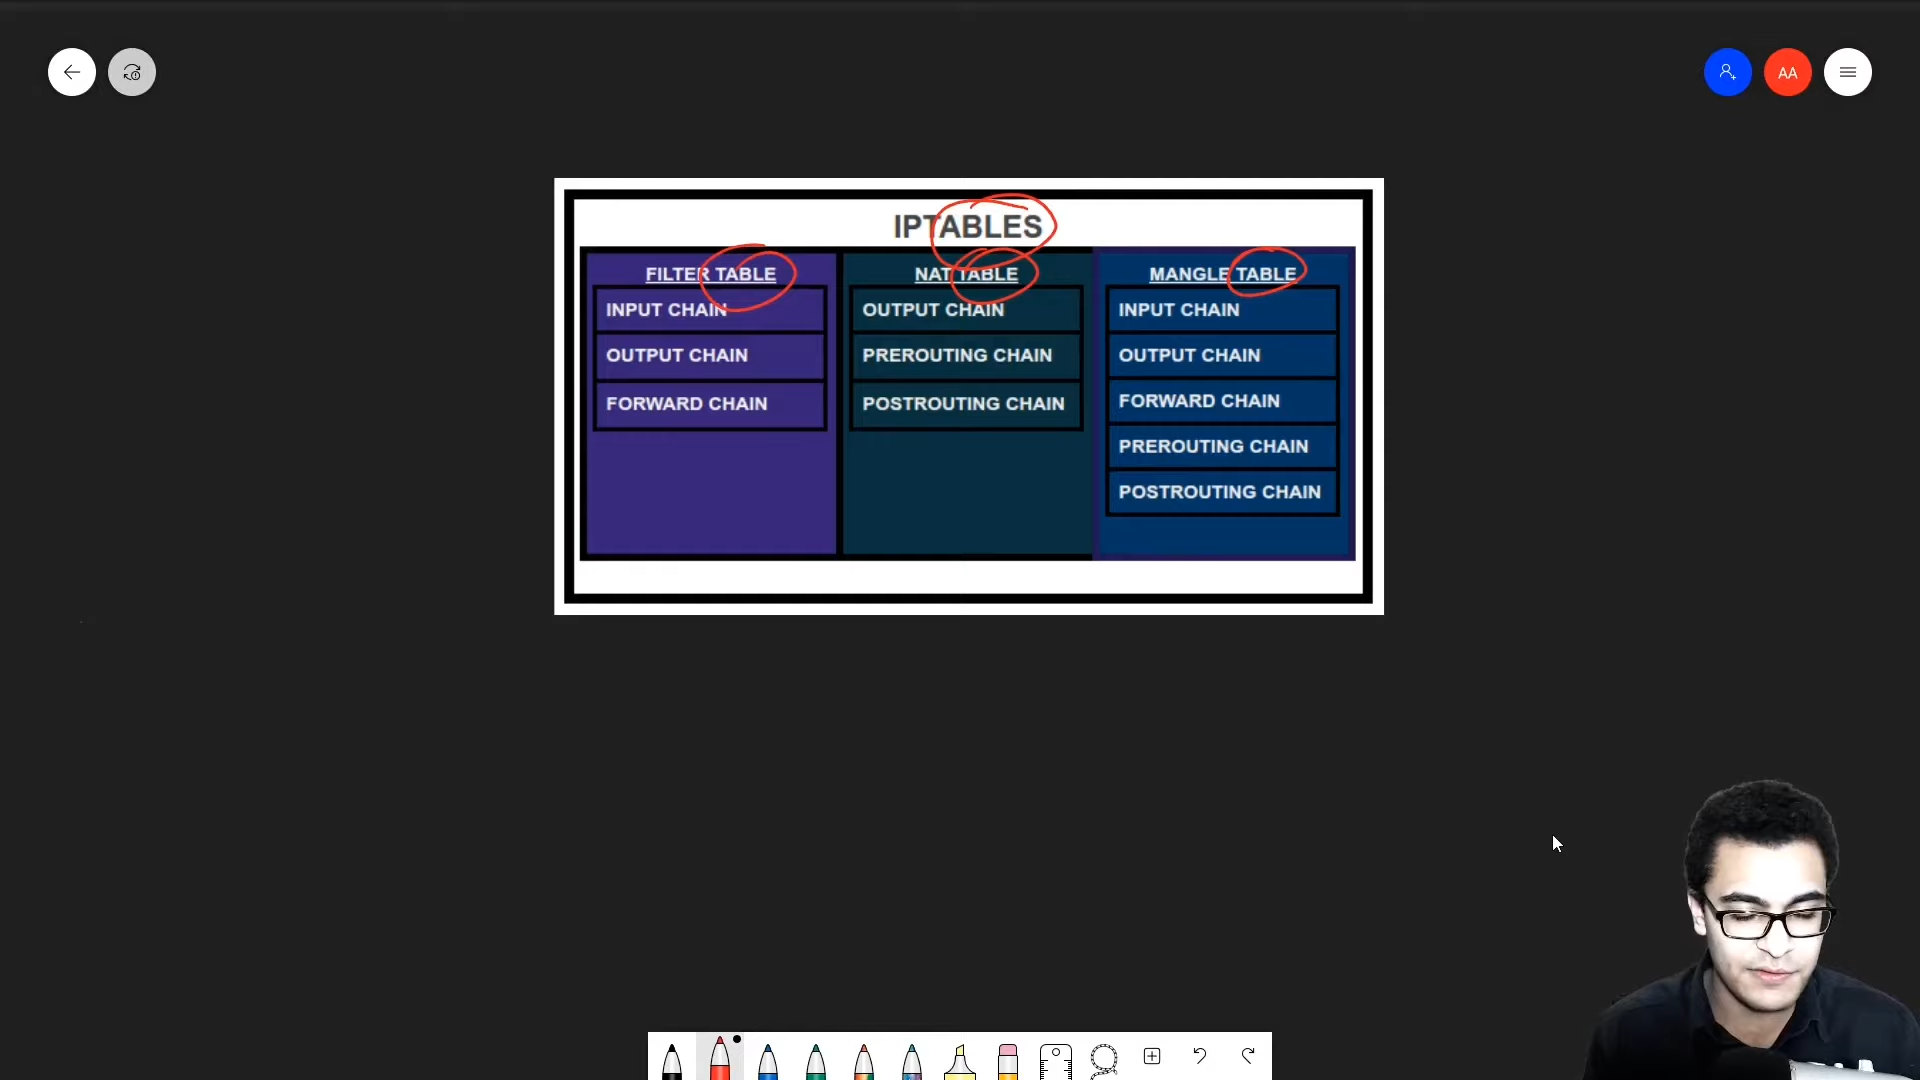 AA
IPTABLES
FILTER TABLE
INPUT CHAIN
OUTPUT CHAIN
FORWARD CHAIN
NAT TABLE
OUTPUT CHAIN
PREROUTING CHAIN
POSTROUTING CHAIN
MANGLE TABLE
INPUT CHAIN
OUTPUT CHAIN
FORWARD CHAIN
PREROUTING CHAIN
POSTROUTING CHAIN